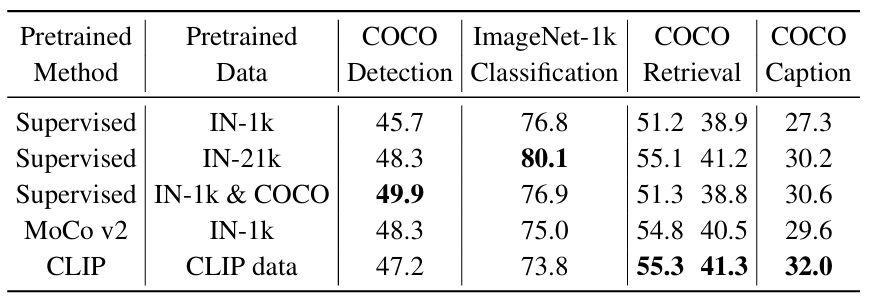 Pretrained Pretrained COCO ImageNet-1k COCO COCO
Method Data Detection Classification Retrieval Caption
Supervised IN-1k 45.7 76.8 51.2 38.9 27.3
Supervised IN-21k 48.3 80.1 55.1 41.2 30.2
Supervised IN-1k & COCO 49.9 76.9 51.3 38.8 30.6
MoCo v2 IN-1k 48.3 75.0 54.8 40.5 29.6
CLIP CLIP data 47.2 73.8 55.3 41.3 32.0